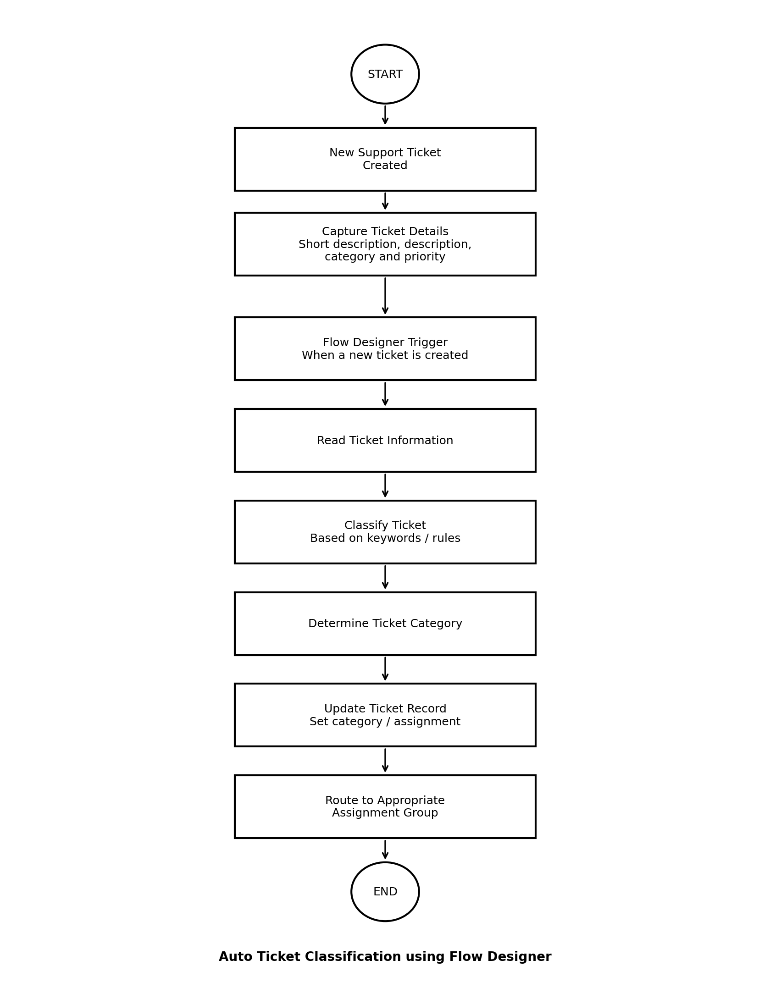 START
New Support Ticket
Created
Capture Ticket Details
Short description, description,
category and priority
Flow Designer Trigger
When a new ticket is created
Read Ticket Information
Classify Ticket
Based on keywords / rules
Determine Ticket Category
Update Ticket Record
Set category / assignment
Route to Appropriate
Assignment Group
END
Auto Ticket Classification using Flow Designer